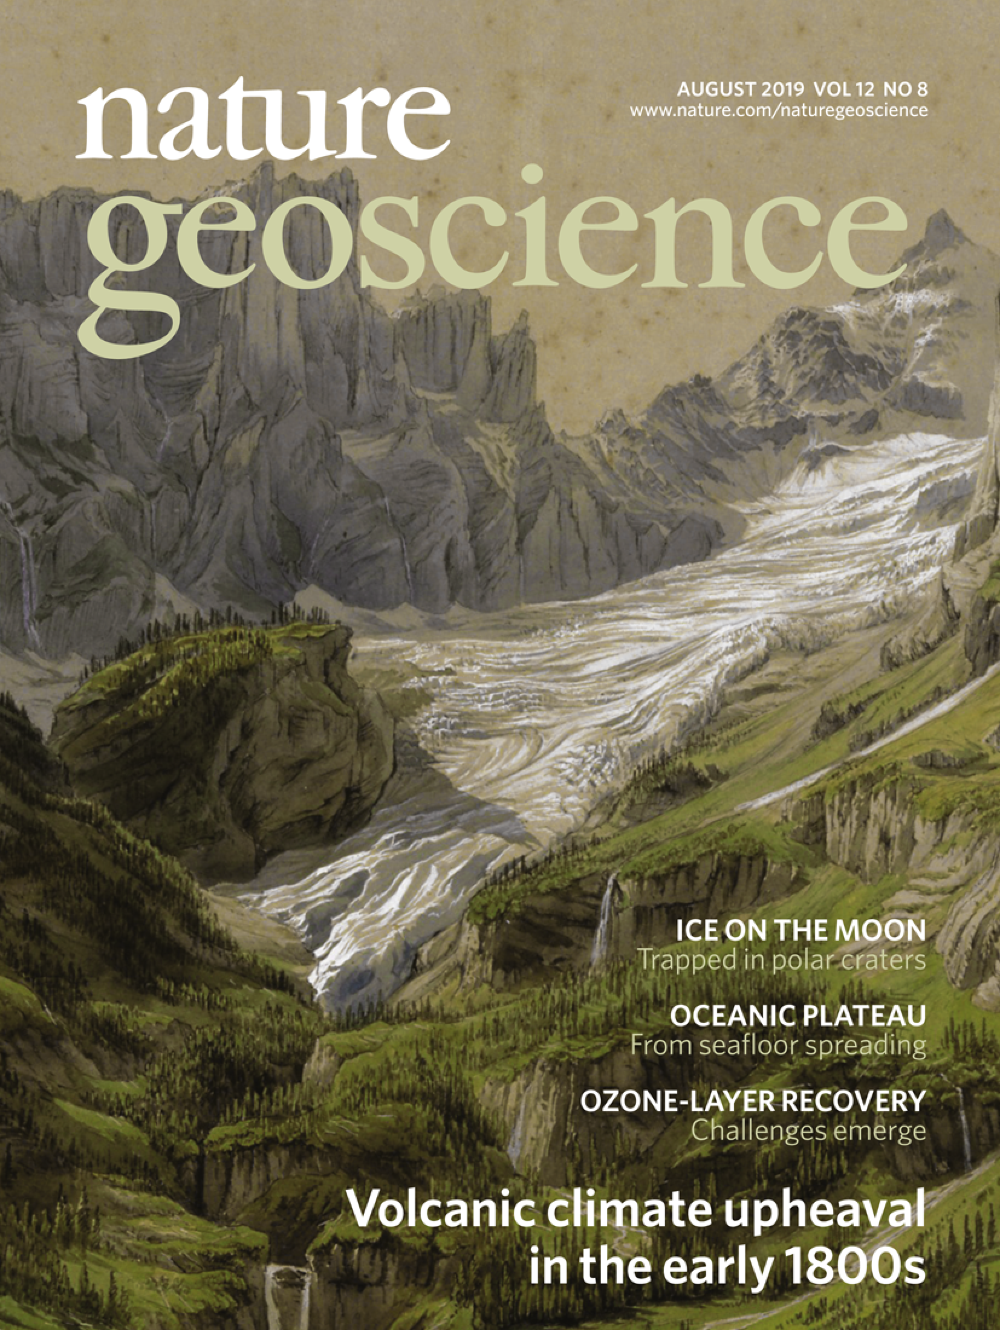 nature
geoscience
AUGUST 2019 VOL 12 NO 8
www.nature.com/naturegeoscience
ICE ON THE MOON
Trapped in polar craters
OCEANIC PLATEAU
From seafloor spreading
OZONE-LAYER RECOVERY
Challenges emerge
Volcanic climate upheaval
in the early 1800s